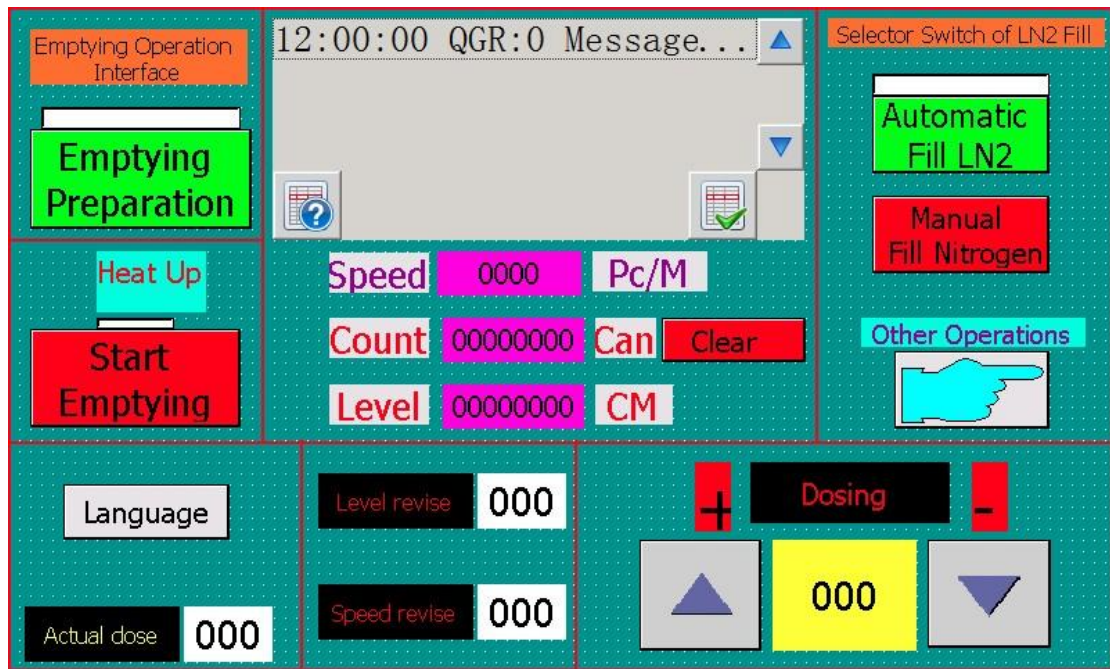 Emptying Operation
Interface
Emptying
Preparation
12:00:00 QGR:0 Message...
Selector Switch of LN2 Fill
Automatic
Fill LN2
Manual
Fill Nitrogen
Heat Up
Start
Emptying
Speed 0000 Pc/M
Count 00000000 Can Clear
Level 00000000 CM
Other Operations
Language
Actual dose 000
Level revise 000
Speed revise 000
+ Dosing -
000